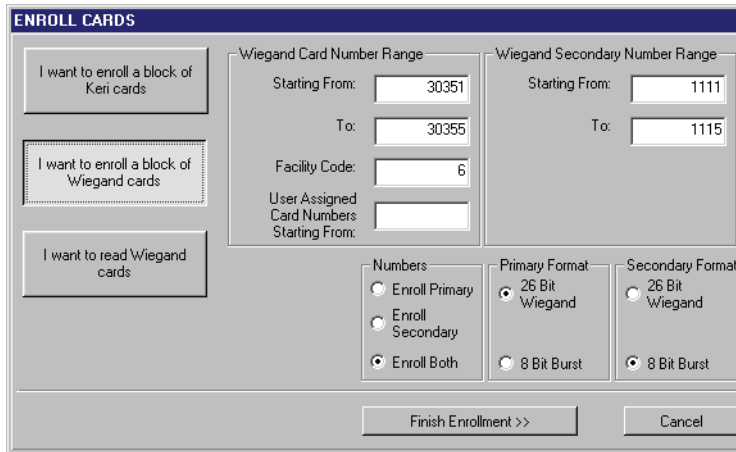 ENROLL CARDS
I want to enroll a block of
Keri cards
I want to enroll a block of
Wiegand cards
I want to read Wiegand
cards
Wiegand Card Number Range
Starting From: 30351
To: 30355
Facility Code: 6
User Assigned
Card Numbers
Starting From:
Wiegand Secondary Number Range
Starting From: 1111
To: 1115
Numbers
Enroll Primary
Enroll
Secondary
Enroll Both
Primary Format
26 Bit
Wiegand
8 Bit Burst
Secondary Format
26 Bit
Wiegand
8 Bit Burst
Finish Enrollment >>
Cancel